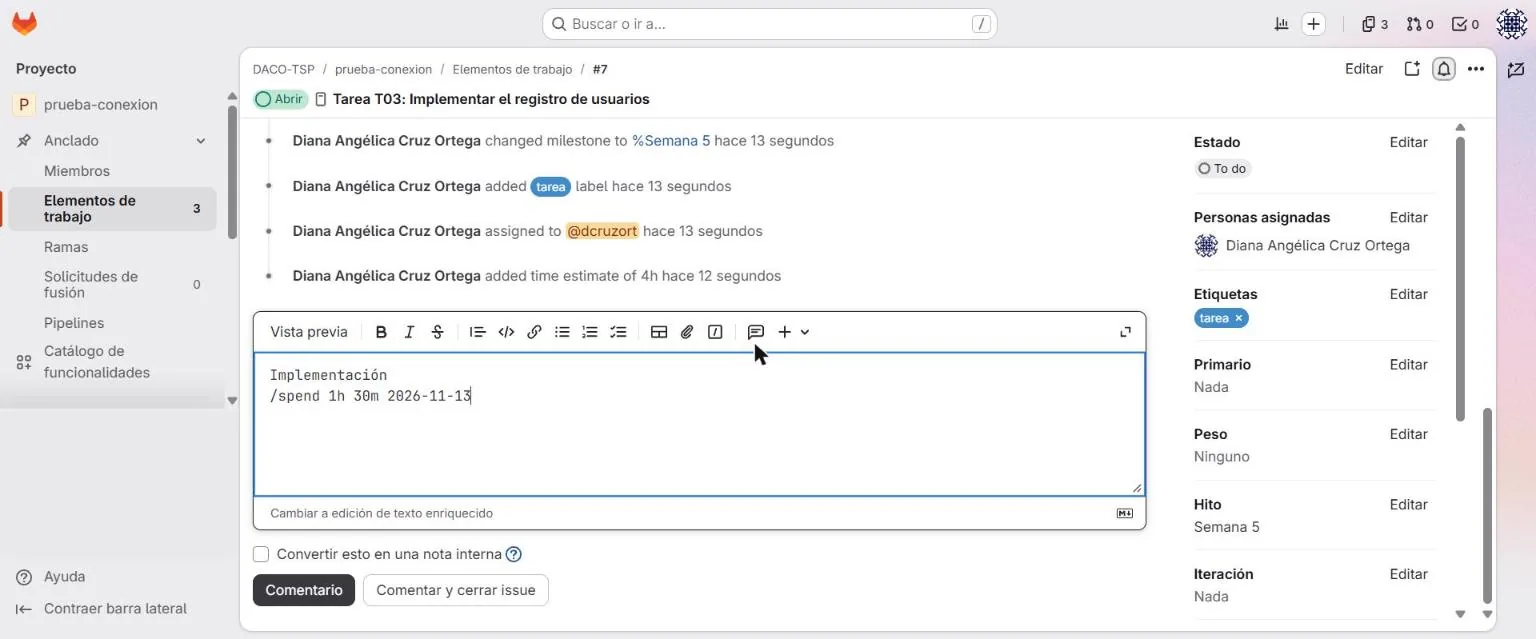 Buscar o ir a...
/
3
0
0
Proyecto
P prueba-conexion
Anclado
Miembros
Elementos de trabajo 3
Ramas
Solicitudes de fusión 0
Pipelines
Catálogo de funcionalidades
Ayuda
Contraer barra lateral
DACO-TSP / prueba-conexion / Elementos de trabajo / #7
Editar
Abrir Tarea T03: Implementar el registro de usuarios
Diana Angélica Cruz Ortega changed milestone to %Semana 5 hace 13 segundos
Diana Angélica Cruz Ortega added tarea label hace 13 segundos
Diana Angélica Cruz Ortega assigned to @dcruzort hace 13 segundos
Diana Angélica Cruz Ortega added time estimate of 4h hace 12 segundos
Vista previa B I S
Implementación
/spend 1h 30m 2026-11-13
Cambiar a edición de texto enriquecido
Convertir esto en una nota interna ?
Comentario Comentar y cerrar issue
Estado Editar
To do
Personas asignadas Editar
Diana Angélica Cruz Ortega
Etiquetas Editar
tarea ×
Primario Editar
Nada
Peso Editar
Ninguno
Hito Editar
Semana 5
Iteración Editar
Nada